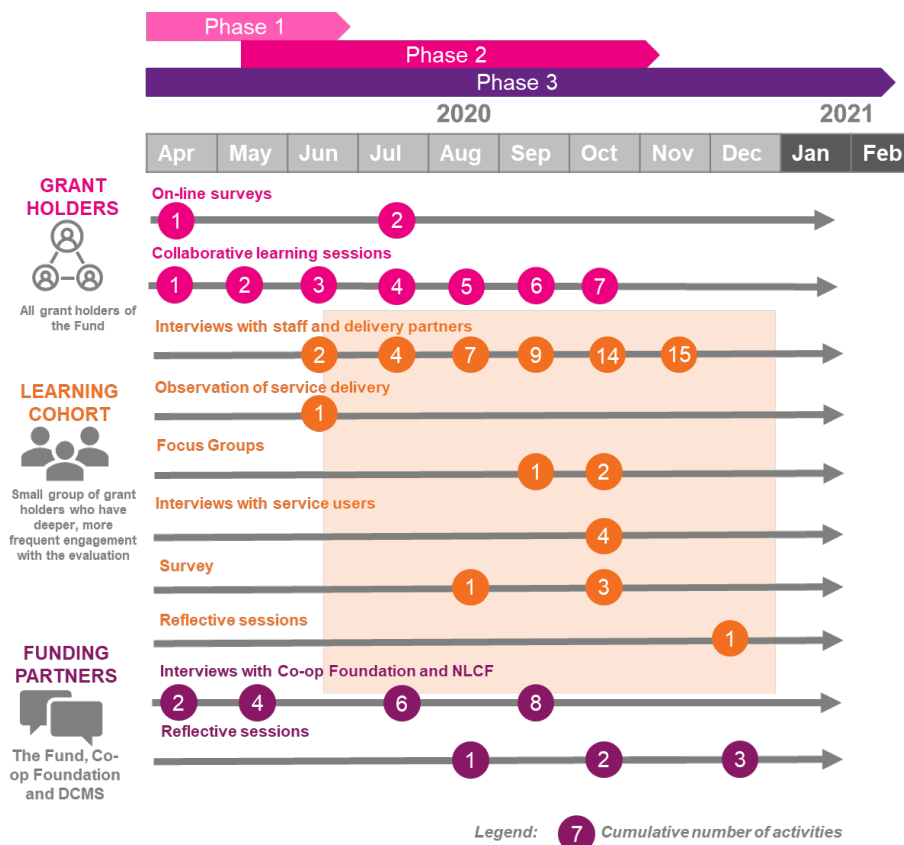 Phase 1
Phase 2
Phase 3
2020 2021
Apr May Jun Jul Aug Sep Oct Nov Dec Jan Feb
GRANT
HOLDERS
All grant holders of
the Fund
On-line surveys
1 2
Collaborative learning sessions
1 2 3 4 5 6 7
LEARNING
COHORT
Small group of grant
holders who have
deeper, more
frequent engagement
with the evaluation
Interviews with staff and delivery partners
2 4 7 9 14 15
Observation of service delivery
1
Focus Groups
1 2
Interviews with service users
4
Survey
1 3
Reflective sessions
1
FUNDING
PARTNERS
The Fund, Co-
op Foundation
and DCMS
Interviews with Co-op Foundation and NLCF
2 4 6 8
Reflective sessions
1 2 3
Legend: 7 Cumulative number of activities